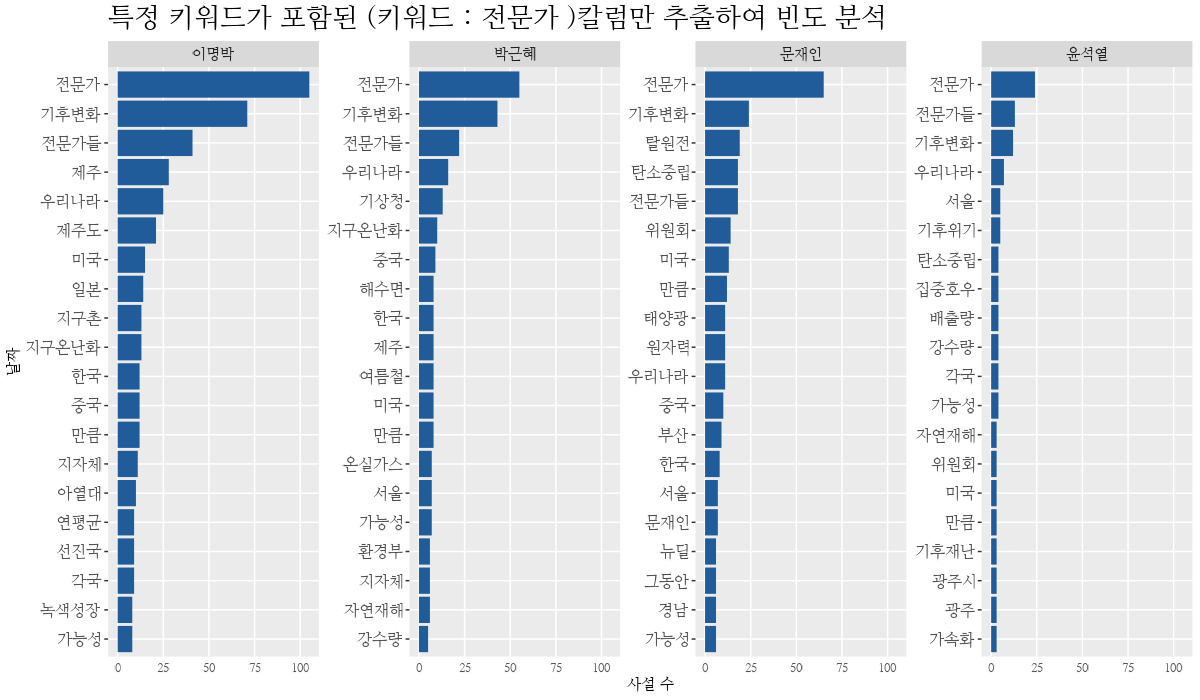 특정 키워드가 포함된 (키워드 : 전문가 )칼럼만 추출하여 빈도 분석
이명박
전문가
기후변화
전문가들
제주
우리나라
제주도
미국
일본
지구촌
지구온난화
한국
중국
만큼
지자체
아열대
연평균
선진국
각국
녹색성장
가능성
0 25 50 75 100
박근혜
전문가
기후변화
전문가들
우리나라
기상청
지구온난화
중국
해수면
한국
제주
여름철
미국
만큼
온실가스
서울
가능성
환경부
지자체
자연재해
강수량
0 25 50 75 100
문재인
전문가
기후변화
탈원전
탄소중립
전문가들
위원회
미국
만큼
태양광
원자력
우리나라
중국
부산
한국
서울
문재인
뉴딜
그동안
경남
가능성
0 25 50 75 100
윤석열
전문가
전문가들
기후변화
우리나라
서울
기후위기
탄소중립
집중호우
배출량
강수량
각국
가능성
자연재해
위원회
미국
만큼
기후재난
광주시
광주
가속화
0 25 50 75 100
날짜
사설 수